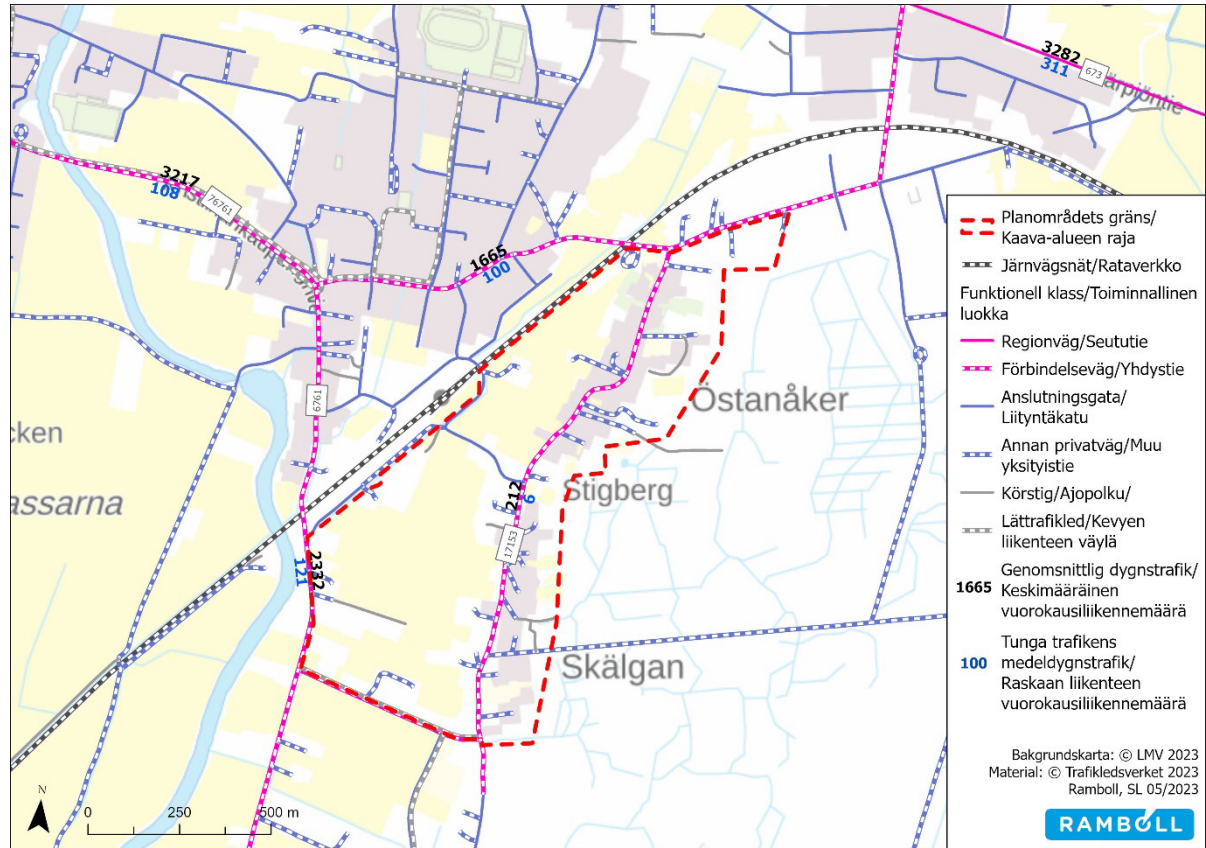 3282
673
311
3217
108
76761
1665
100
6761
cken
assarna
Östanåker
Stigberg
212
6
17153
2332
121
Skälgan
N
0 250 500 m
Planområdets gräns/
Kaava-alueen raja
Järnvägsnät/Rataverkko
Funktionell klass/Toiminnallinen
luokka
Regionväg/Seututie
Förbindelseväg/Yhdystie
Anslutningsgata/
Liityntäkatu
Annan privatväg/Muu
yksityistie
Körstig/Ajopolku/
Lättrafikled/Kevyen
liikenteen väylä
Genomsnittlig dygnstrafik/
1665 Keskimääräinen
vuorokausiliikennemäärä
Tunga trafikens
100 medeldygnstrafik/
Raskaan liikenteen
vuorokausiliikennemäärä
Bakgrundskarta: © LMV 2023
Material: © Trafikledsverket 2023
Ramboll, SL 05/2023
RAMBOLL